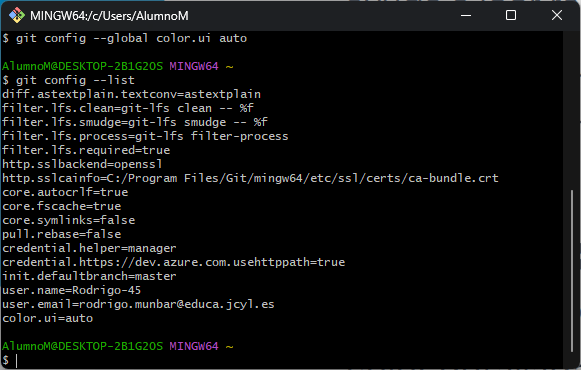 MINGW64:/c/Users/AlumnoM
$ git config --global color.ui auto
AlumnoM@DESKTOP-2B1G2OS MINGW64 ~
$ git config --list
diff.astextplain.textconv=astextplain
filter.lfs.clean=git-lfs clean -- %f
filter.lfs.smudge=git-lfs smudge -- %f
filter.lfs.process=git-lfs filter-process
filter.lfs.required=true
http.sslbackend=openssl
http.sslcainfo=C:/Program Files/Git/mingw64/etc/ssl/certs/ca-bundle.crt
core.autocrlf=true
core.fscache=true
core.symlinks=false
pull.rebase=false
credential.helper=manager
credential.https://dev.azure.com.usehttppath=true
init.defaultbranch=master
user.name=Rodrigo-45
user.email=rodrigo.munbar@educa.jcyl.es
color.ui=auto
AlumnoM@DESKTOP-2B1G2OS MINGW64 ~
$